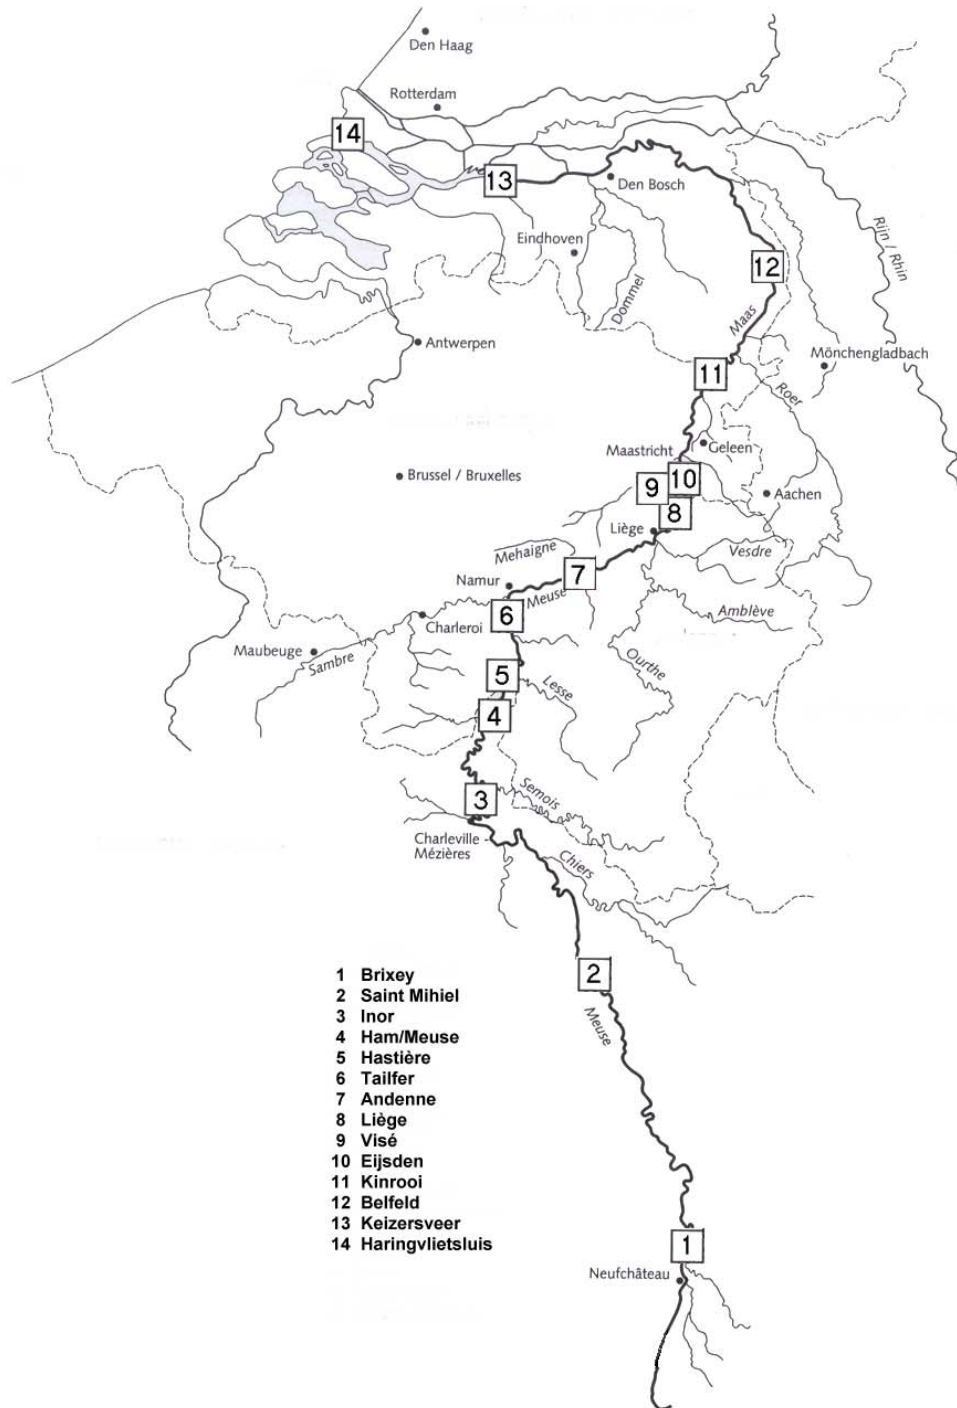 Den Haag
Rotterdam
14
13
Den Bosch
Rijn / Rhin
Eindhoven
12
Dommel
Maas
Antwerpen
Mönchengladbach
11
Roer
Maastricht
Geleen
Brussel / Bruxelles
9
10
Aachen
8
Liège
Mehaigne
Vesdre
7
Namur
Meuse
6
Amblève
Charleroi
Maubeuge
Sambre
Ourthe
5
Lesse
4
3
Semois
Charleville
Mézières
Chiers
2
Meuse
1 Brixey
2 Saint Mihiel
3 Inor
4 Ham/Meuse
5 Hastière
6 Tailfer
7 Andenne
8 Liège
9 Visé
10 Eijsden
11 Kinrooi
12 Belfeld
13 Keizersveer
14 Haringvlietsluis
1
Neufchâteau